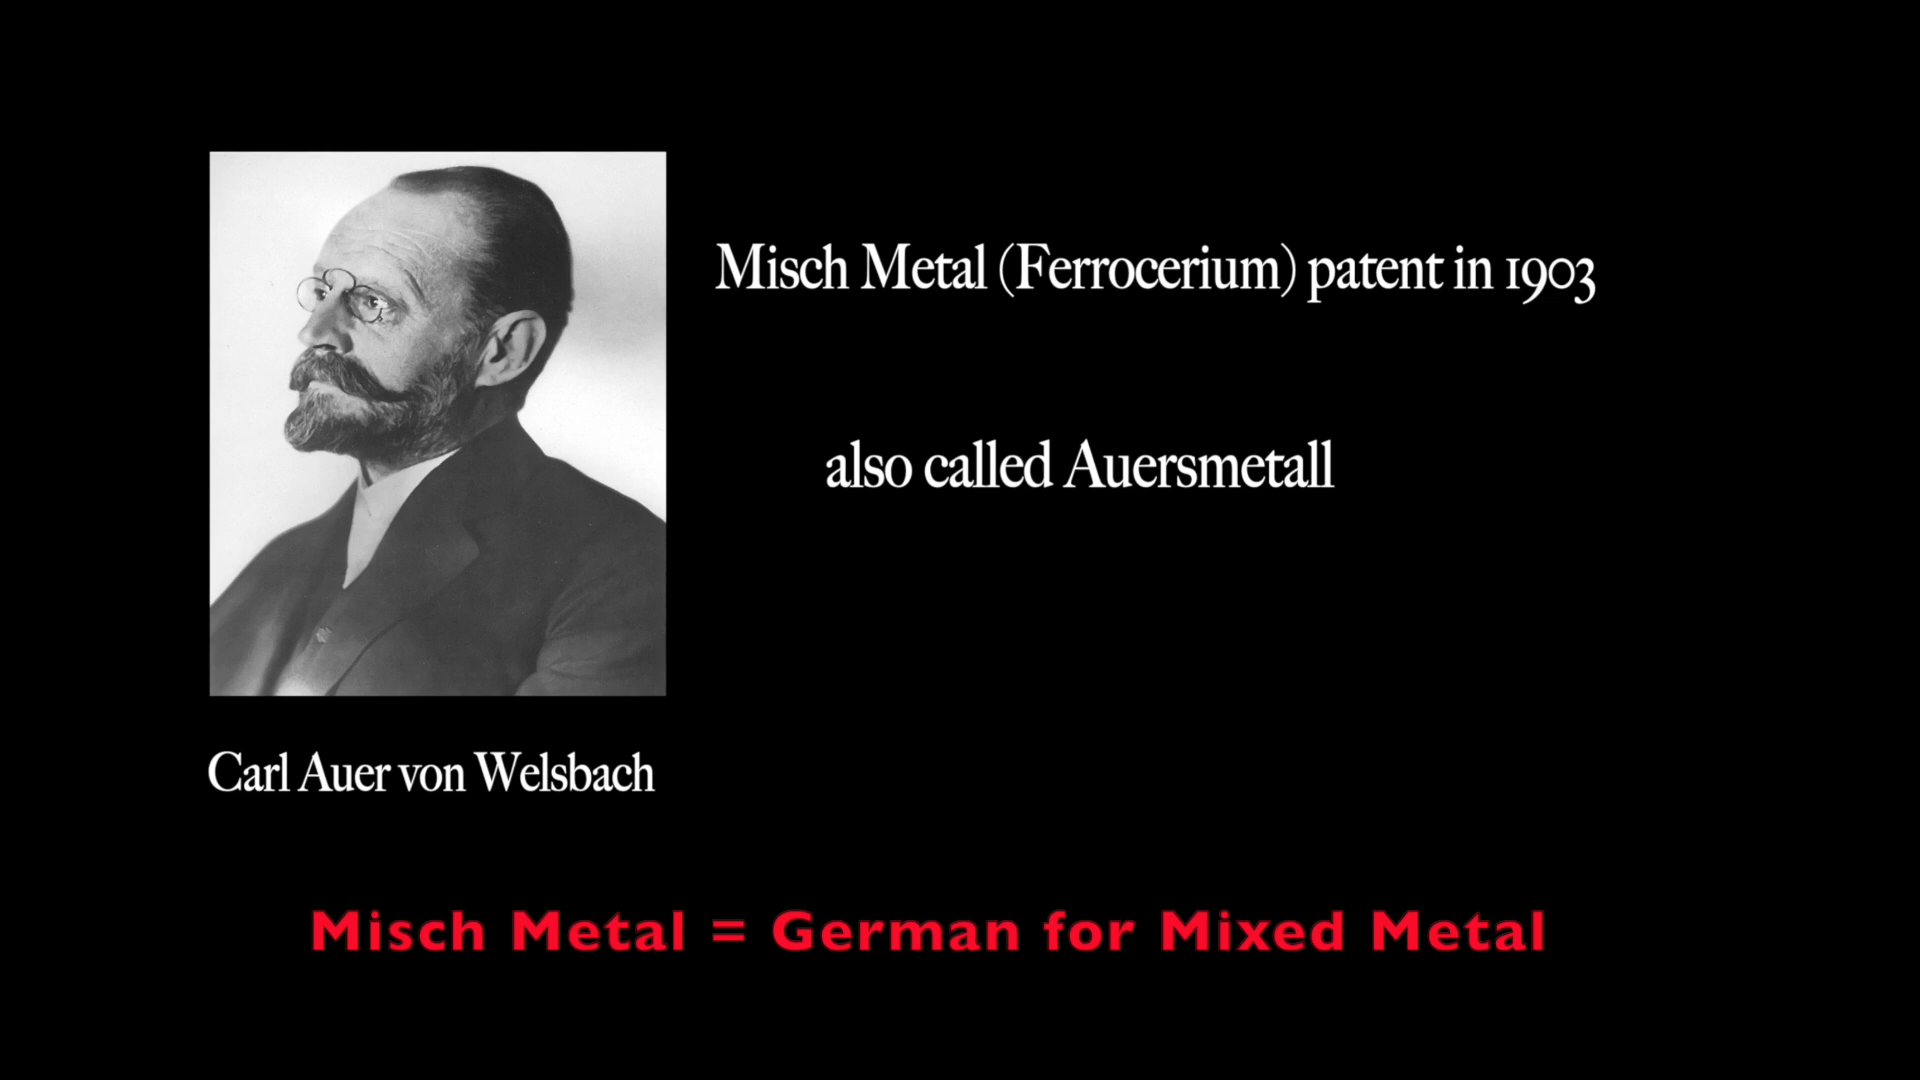 Misch Metal (Ferrocerium) patent in 1903
also called Auersmetall
Carl Auer von Welsbach
Misch Metal = German for Mixed Metal